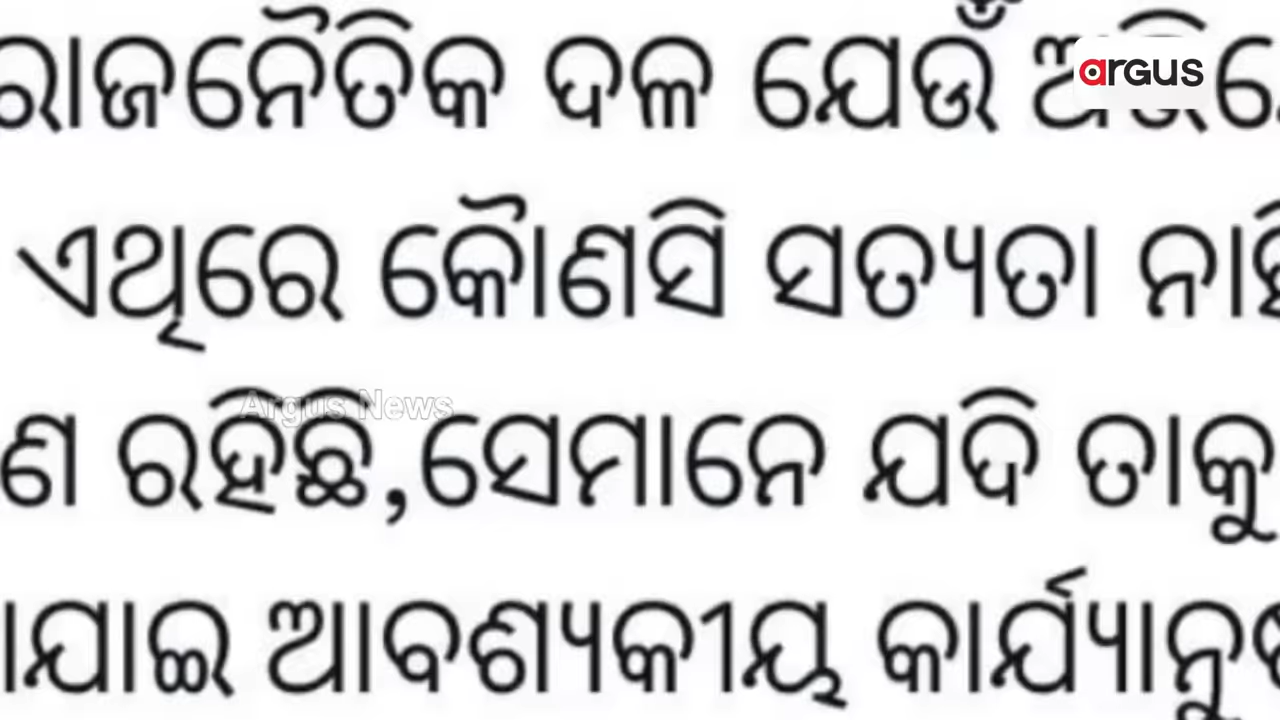 ରାଜନୈତିକ ଦଳ ଯେଉଁ
argus
ଏଥିରେ କୌଣସି ସତ୍ୟତା
Argus News
ଣ ରହିଛି,ସେମାନେ ଯଦି ତାକୁ
ାଯାଇ ଆବଶ୍ୟକୀୟ